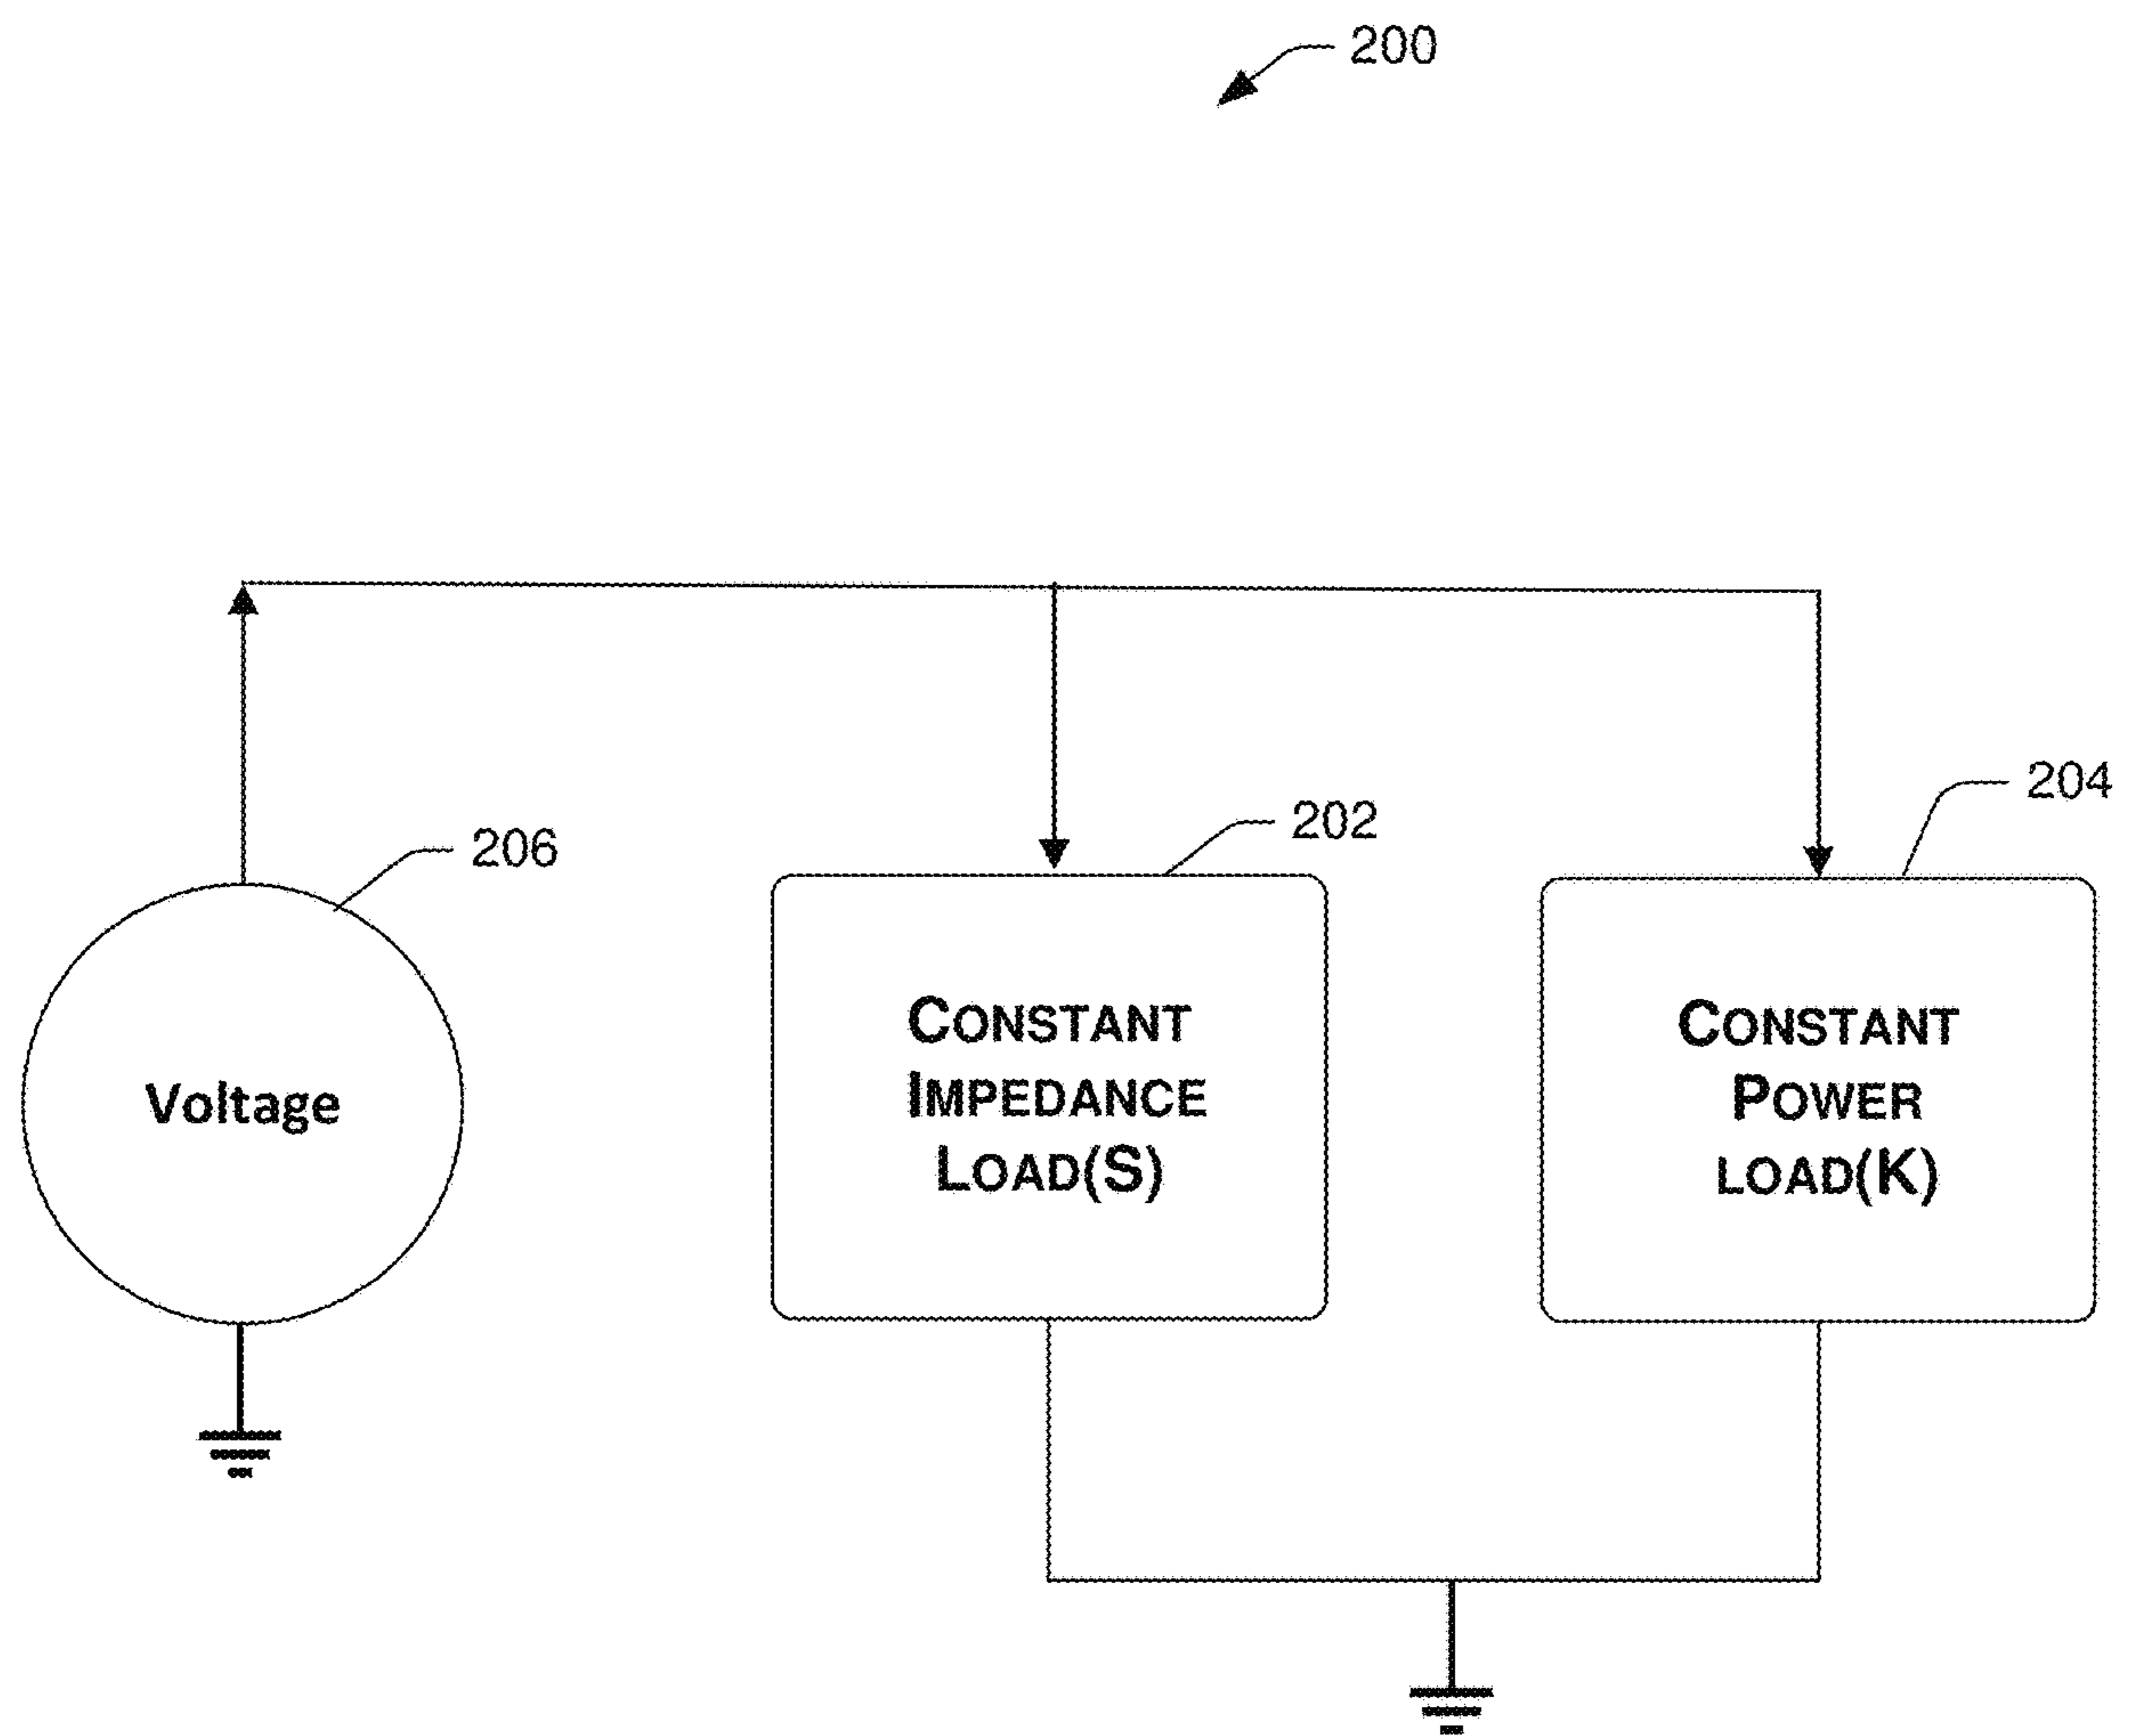 200
204
202
206
CONSTANT
IMPEDANCE
LOAD(S)
CONSTANT
POWER
LOAD(K)
Voltage